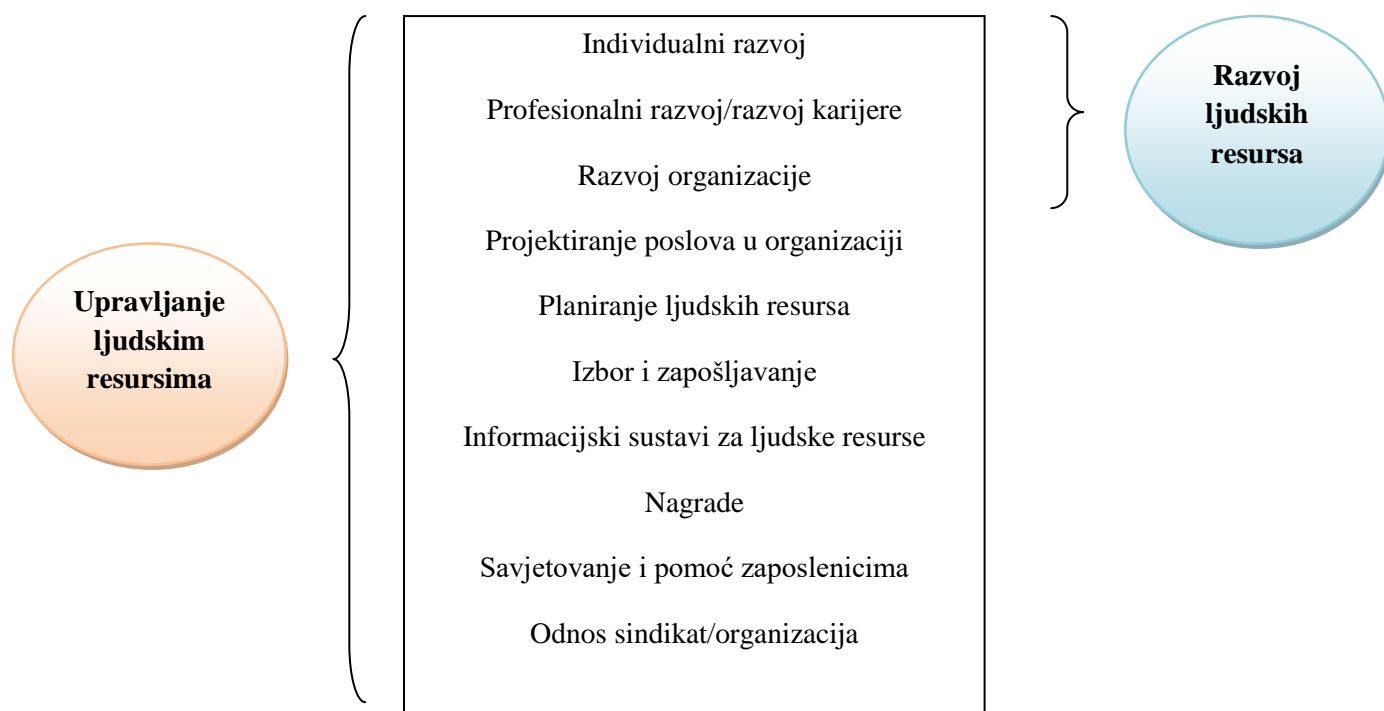 Individualni razvoj
Profesionalni razvoj/razvoj karijere
Razvoj organizacije
Projektiranje poslova u organizaciji
Planiranje ljudskih resursa
Izbor i zapošljavanje
Informacijski sustavi za ljudske resurse
Nagrade
Savjetovanje i pomoć zaposlenicima
Odnos sindikat/organizacija
Upravljanje
ljudskim
resursima
Razvoj
ljudskih
resursa